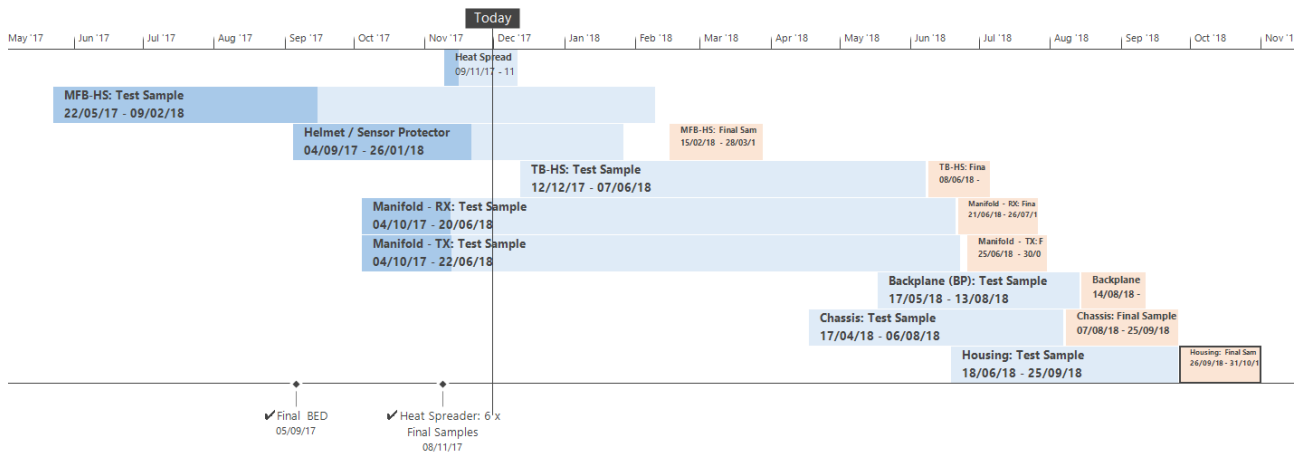 Today
May '17 Jun '17 Jul '17 Aug '17 Sep '17 Oct '17 Nov '17 Dec '17 Jan '18 Feb '18 Mar '18 Apr '18 May '18 Jun '18 Jul '18 Aug '18 Sep '18 Oct '18 Nov '1
Heat Spread
09/11/17 - 11
MFB-HS: Test Sample
22/05/17 - 09/02/18
Helmet / Sensor Protector
04/09/17 - 26/01/18
MFB-HS: Final Sam
15/02/18 - 28/03/1
TB-HS: Test Sample
12/12/17 - 07/06/18
TB-HS: Fina
08/06/18 -
Manifold - RX: Test Sample
04/10/17 - 20/06/18
Manifold - RX: Fina
21/06/18 - 26/07/1
Manifold - TX: Test Sample
04/10/17 - 22/06/18
Manifold - TX: F
25/06/18 - 30/0
Backplane (BP): Test Sample
17/05/18 - 13/08/18
Backplane
14/08/18 -
Chassis: Test Sample
17/04/18 - 06/08/18
Chassis: Final Sample
07/08/18 - 25/09/18
Housing: Test Sample
18/06/18 - 25/09/18
Housing: Final Sam
26/09/18 - 31/10/1
✔Final BED
05/09/17
✔Heat Spreader: 6 x
Final Samples
08/11/17